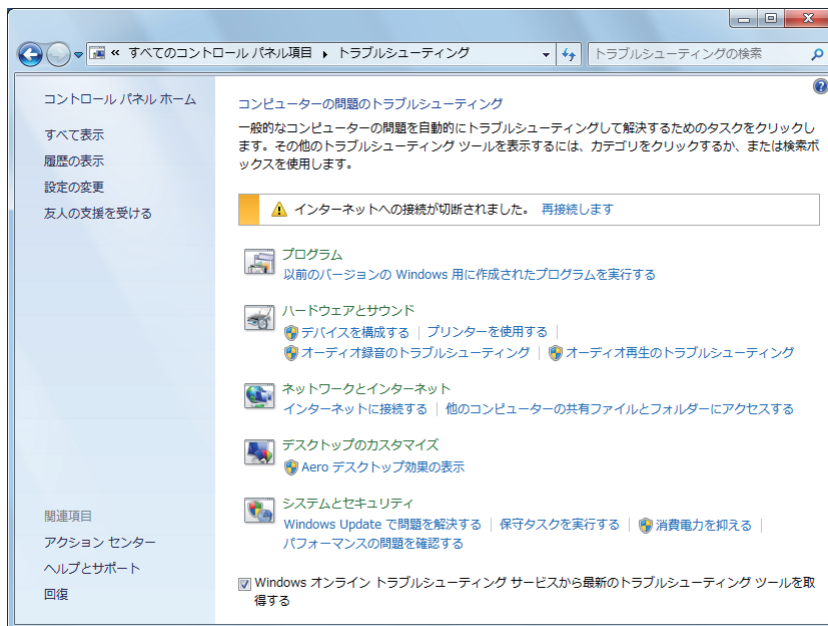 « すべてのコントロール パネル項目 ▸ トラブルシューティング
トラブルシューティングの検索
コントロール パネル ホーム
すべて表示
履歴の表示
設定の変更
友人の支援を受ける
コンピューターの問題のトラブルシューティング
一般的なコンピューターの問題を自動的にトラブルシューティングして解決するためのタスクをクリックし
ます。その他のトラブルシューティング ツールを表示するには、カテゴリをクリックするか、または検索ボ
ックスを使用します。
インターネットへの接続が切断されました。 再接続します
プログラム
以前のバージョンの Windows 用に作成されたプログラムを実行する
ハードウェアとサウンド
デバイスを構成する | プリンターを使用する |
オーディオ録音のトラブルシューティング | オーディオ再生のトラブルシューティング
ネットワークとインターネット
インターネットに接続する | 他のコンピューターの共有ファイルとフォルダーにアクセスする
デスクトップのカスタマイズ
Aero デスクトップ効果の表示
システムとセキュリティ
Windows Update で問題を解決する | 保守タスクを実行する | 消費電力を抑える |
パフォーマンスの問題を確認する
Windows オンライン トラブルシューティング サービスから最新のトラブルシューティング ツールを取
得する
関連項目
アクション センター
ヘルプとサポート
回復